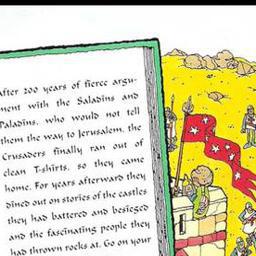 After 200 years of fierce argu-
ment with the Saladins and
Paladins, who would not tell
them the way to Jerusalem, the
Crusaders finally ran out of
clean T-shirts, so they came
home. For years afterward they
dined out on stories of the castles
they had battered and besieged
and the fascinating people they
had thrown rocks at. Go on your